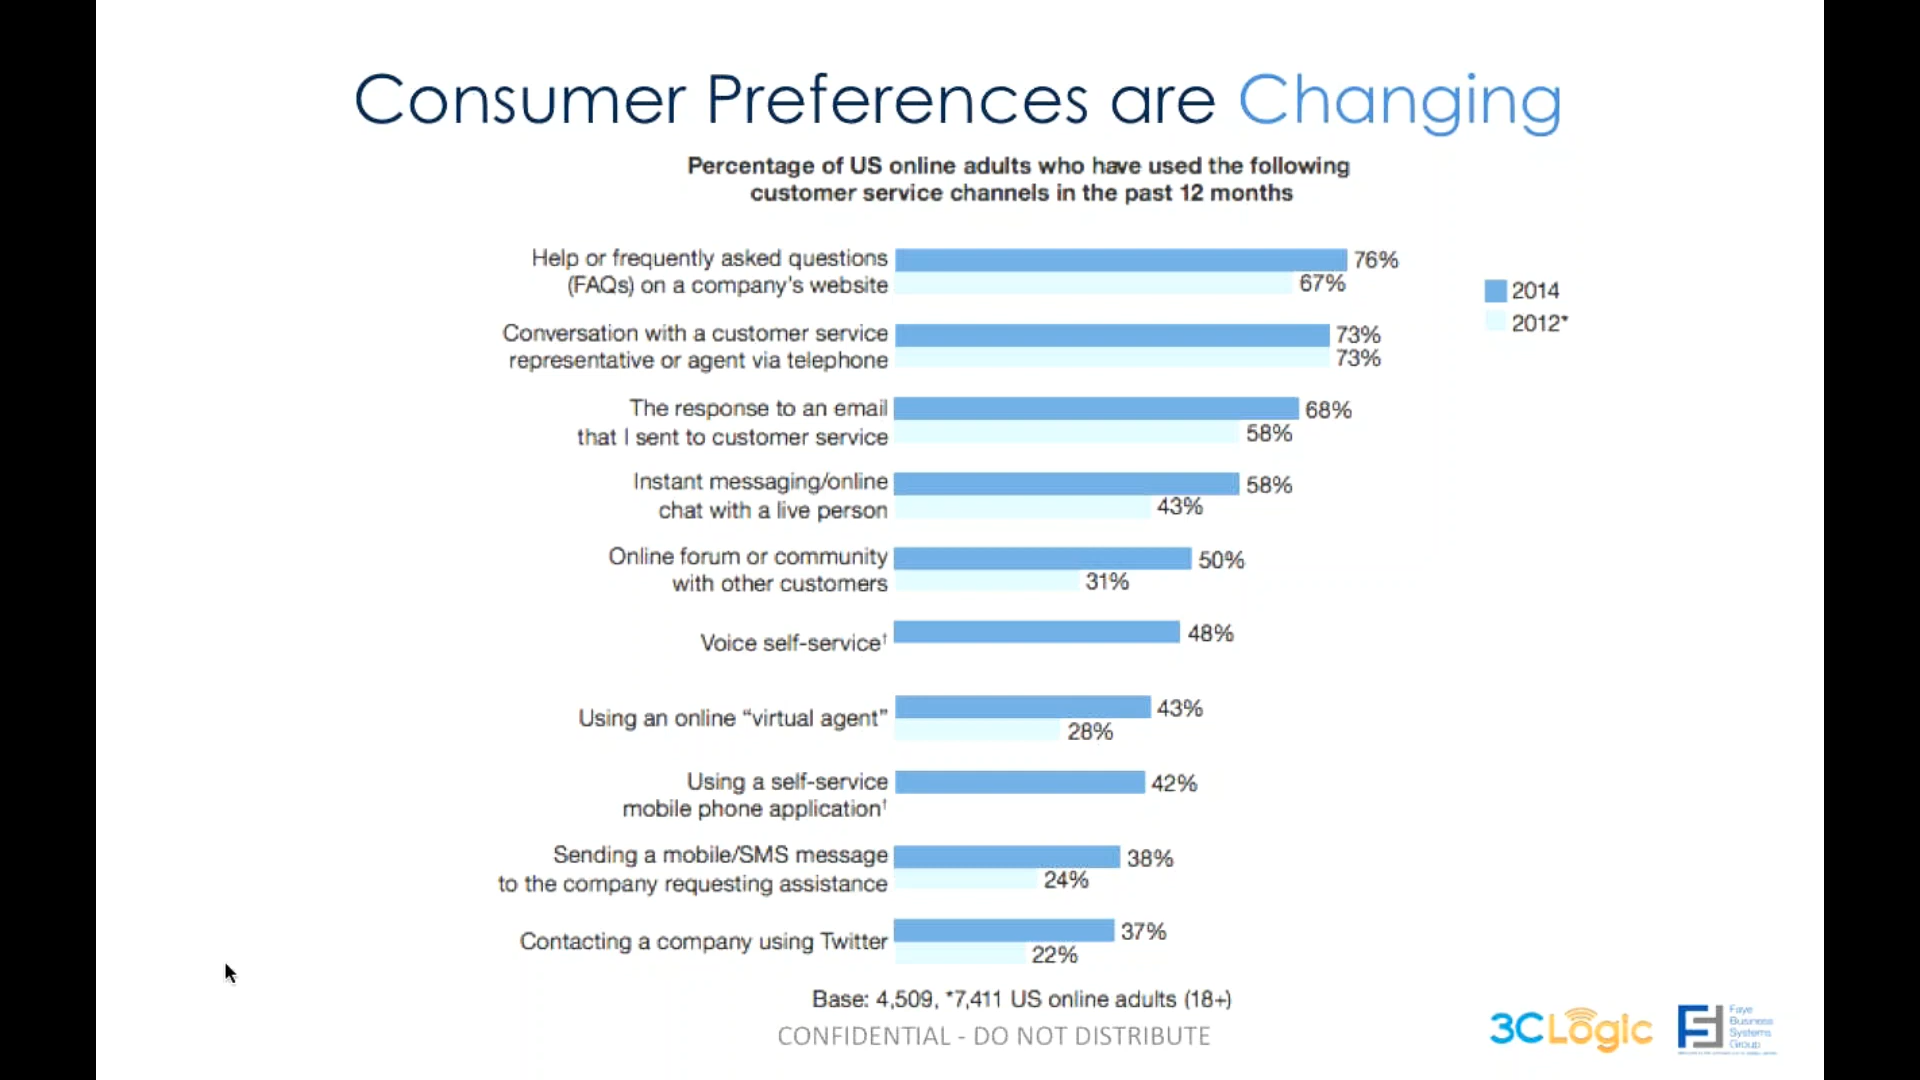 Consumer Preferences are Changing
Percentage of US online adults who have used the following
customer service channels in the past 12 months
Help or frequently asked questions
(FAQs) on a company's website
76%
67%
2014
2012*
Conversation with a customer service
representative or agent via telephone
73%
73%
The response to an email
that I sent to customer service
68%
58%
Instant messaging/online
chat with a live person
58%
43%
Online forum or community
with other customers
50%
31%
Voice self-service†
48%
Using an online “virtual agent”
43%
28%
Using a self-service
mobile phone application†
42%
Sending a mobile/SMS message
to the company requesting assistance
38%
24%
Contacting a company using Twitter
37%
22%
Base: 4,509, *7,411 US online adults (18+)
CONFIDENTIAL - DO NOT DISTRIBUTE
3CLogic
Faye
Business
Systems
Group